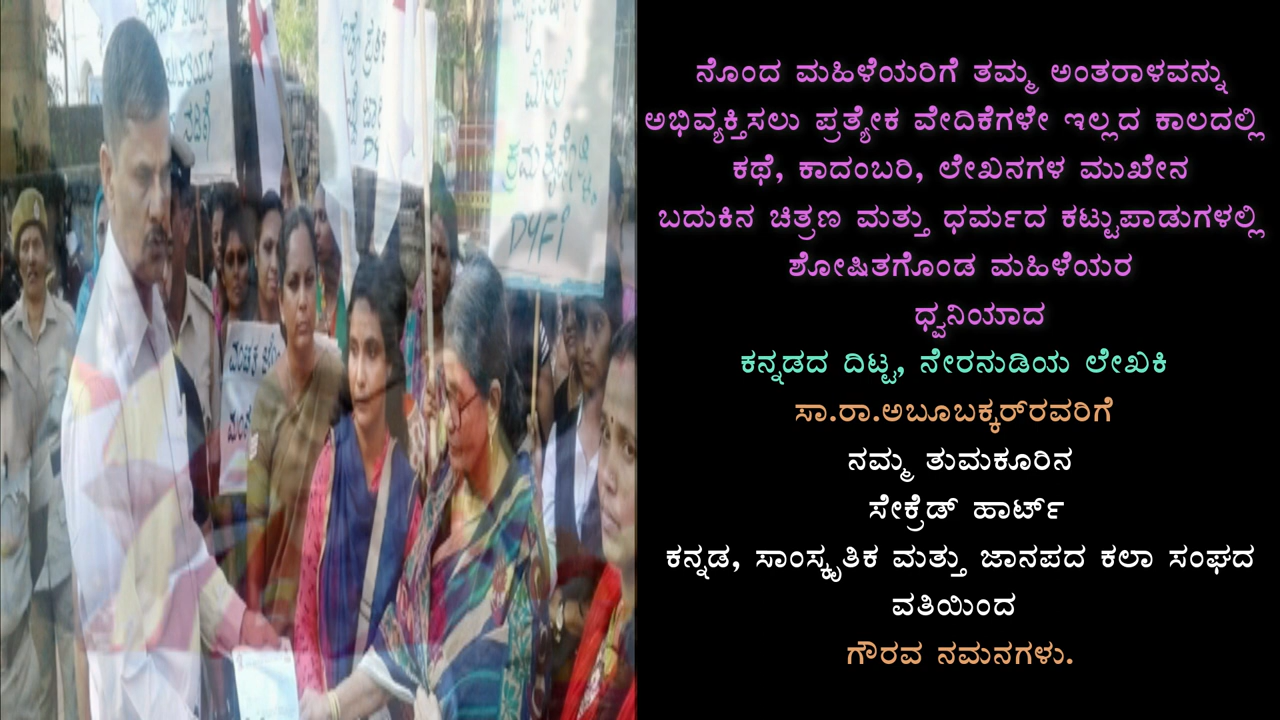 ನೊಂದ ಮಹಿಳೆಯರಿಗೆ ತಮ್ಮ ಅಂತರಾಳವನ್ನು
ಅಭಿವ್ಯಕ್ತಿಸಲು ಪ್ರತ್ಯೇಕ ವೇದಿಕೆಗಳೇ ಇಲ್ಲದ ಕಾಲದಲ್ಲಿ
ಕಥೆ, ಕಾದಂಬರಿ, ಲೇಖನಗಳ ಮುಖೇನ
ಬದುಕಿನ ಚಿತ್ರಣ ಮತ್ತು ಧರ್ಮದ ಕಟ್ಟುಪಾಡುಗಳಲ್ಲಿ
ಶೋಷಿತಗೊಂಡ ಮಹಿಳೆಯರ
ಧ್ವನಿಯಾದ
ಕನ್ನಡದ ದಿಟ್ಟ, ನೇರನುಡಿಯ ಲೇಖಕಿ
ಸಾ.ರಾ.ಅಬೂಬಕ್ಕರ್‌ರವರಿಗೆ
ನಮ್ಮ ತುಮಕೂರಿನ
ಸೇಕ್ರೆಡ್ ಹಾರ್ಟ್
ಕನ್ನಡ, ಸಾಂಸ್ಕೃತಿಕ ಮತ್ತು ಜಾನಪದ ಕಲಾ ಸಂಘದ
ವತಿಯಿಂದ
ಗೌರವ ನಮನಗಳು.
DYFi